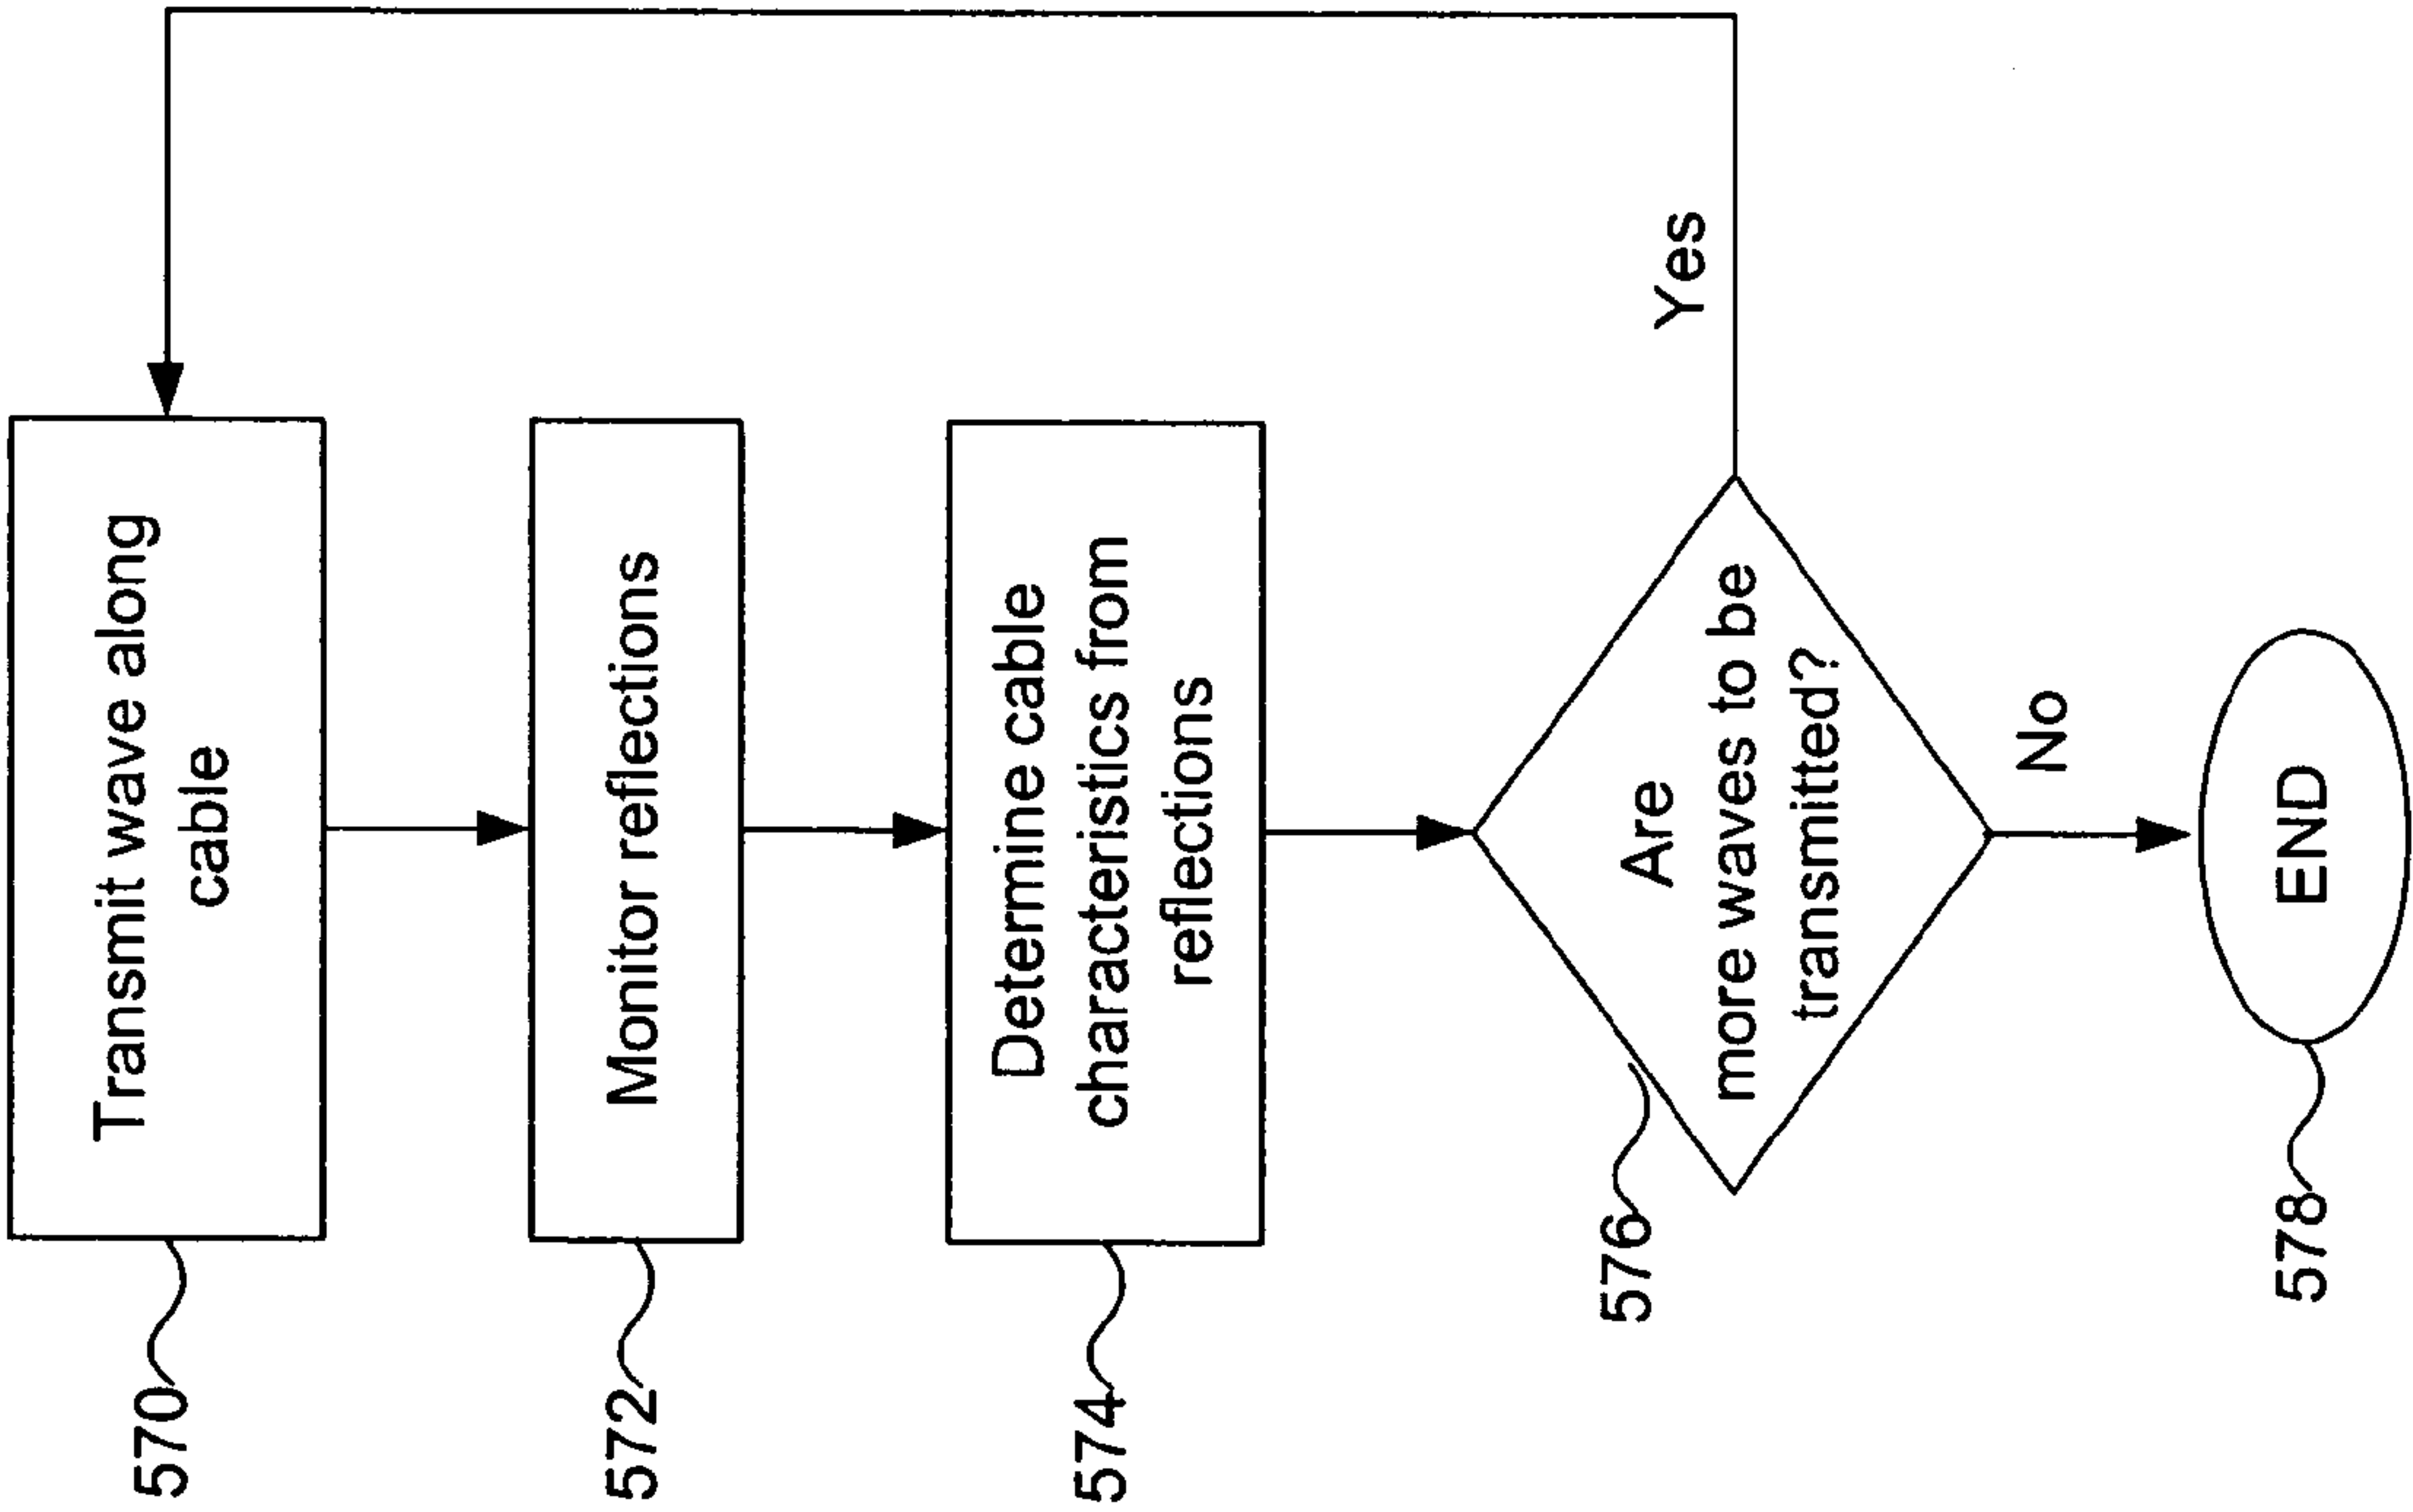 570
Transmit wave along
cable
572
Monitor reflections
574
Determine cable
characteristics from
reflections
576
Are
more waves to be
transmitted?
Yes
No
578
END